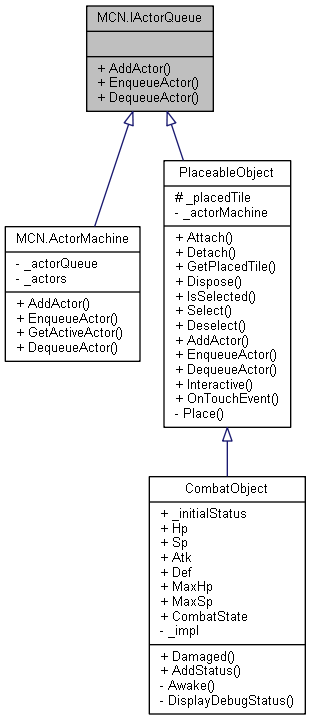 MCN.IActorQueue
+ AddActor()
+ EnqueueActor()
+ DequeueActor()
MCN.ActorMachine
- _actorQueue
- _actors
+ AddActor()
+ EnqueueActor()
+ GetActiveActor()
+ DequeueActor()
PlaceableObject
# _placedTile
- _actorMachine
+ Attach()
+ Detach()
+ GetPlacedTile()
+ Dispose()
+ IsSelected()
+ Select()
+ Deselect()
+ AddActor()
+ EnqueueActor()
+ DequeueActor()
+ Interactive()
+ OnTouchEvent()
- Place()
CombatObject
+ _initialStatus
+ Hp
+ Sp
+ Atk
+ Def
+ MaxHp
+ MaxSp
+ CombatState
- _impl
+ Damaged()
+ AddStatus()
- Awake()
- DisplayDebugStatus()